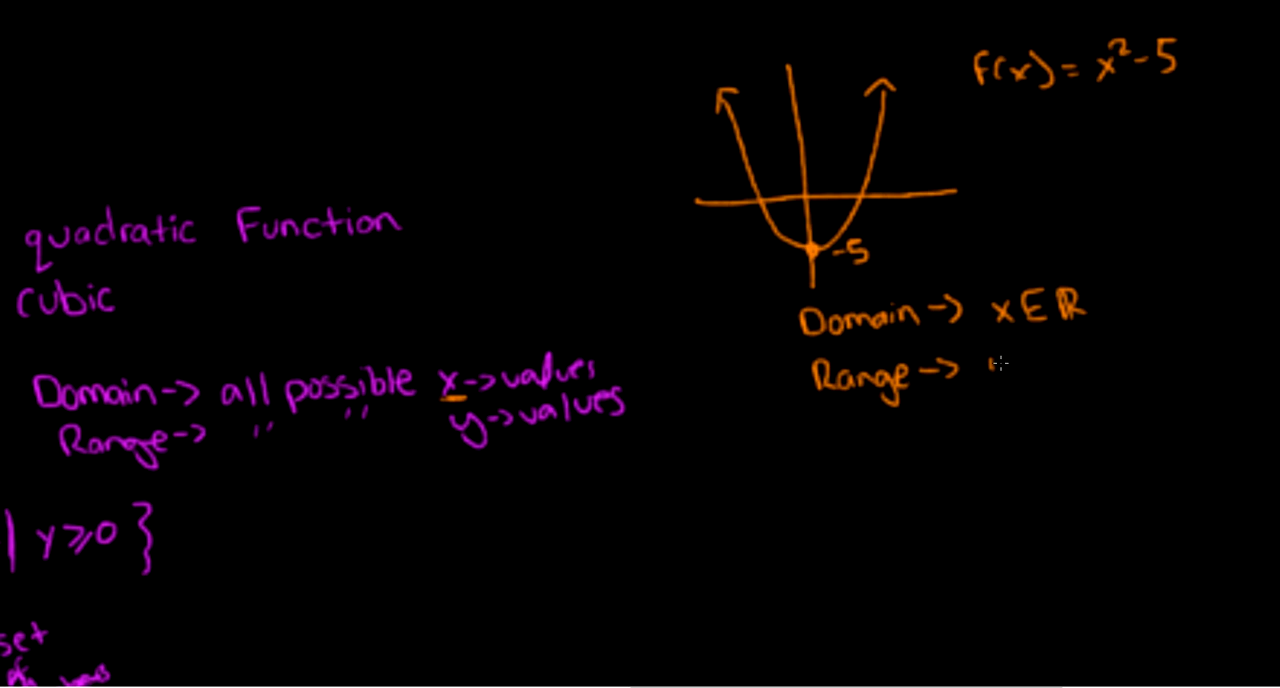 quadratic Function
cubic
Domain-> all possible x->values
Range-> " " y->values
| y≥0 }
set
f(x) = x²-5
-5
Domain-> x∈ℝ
Range->